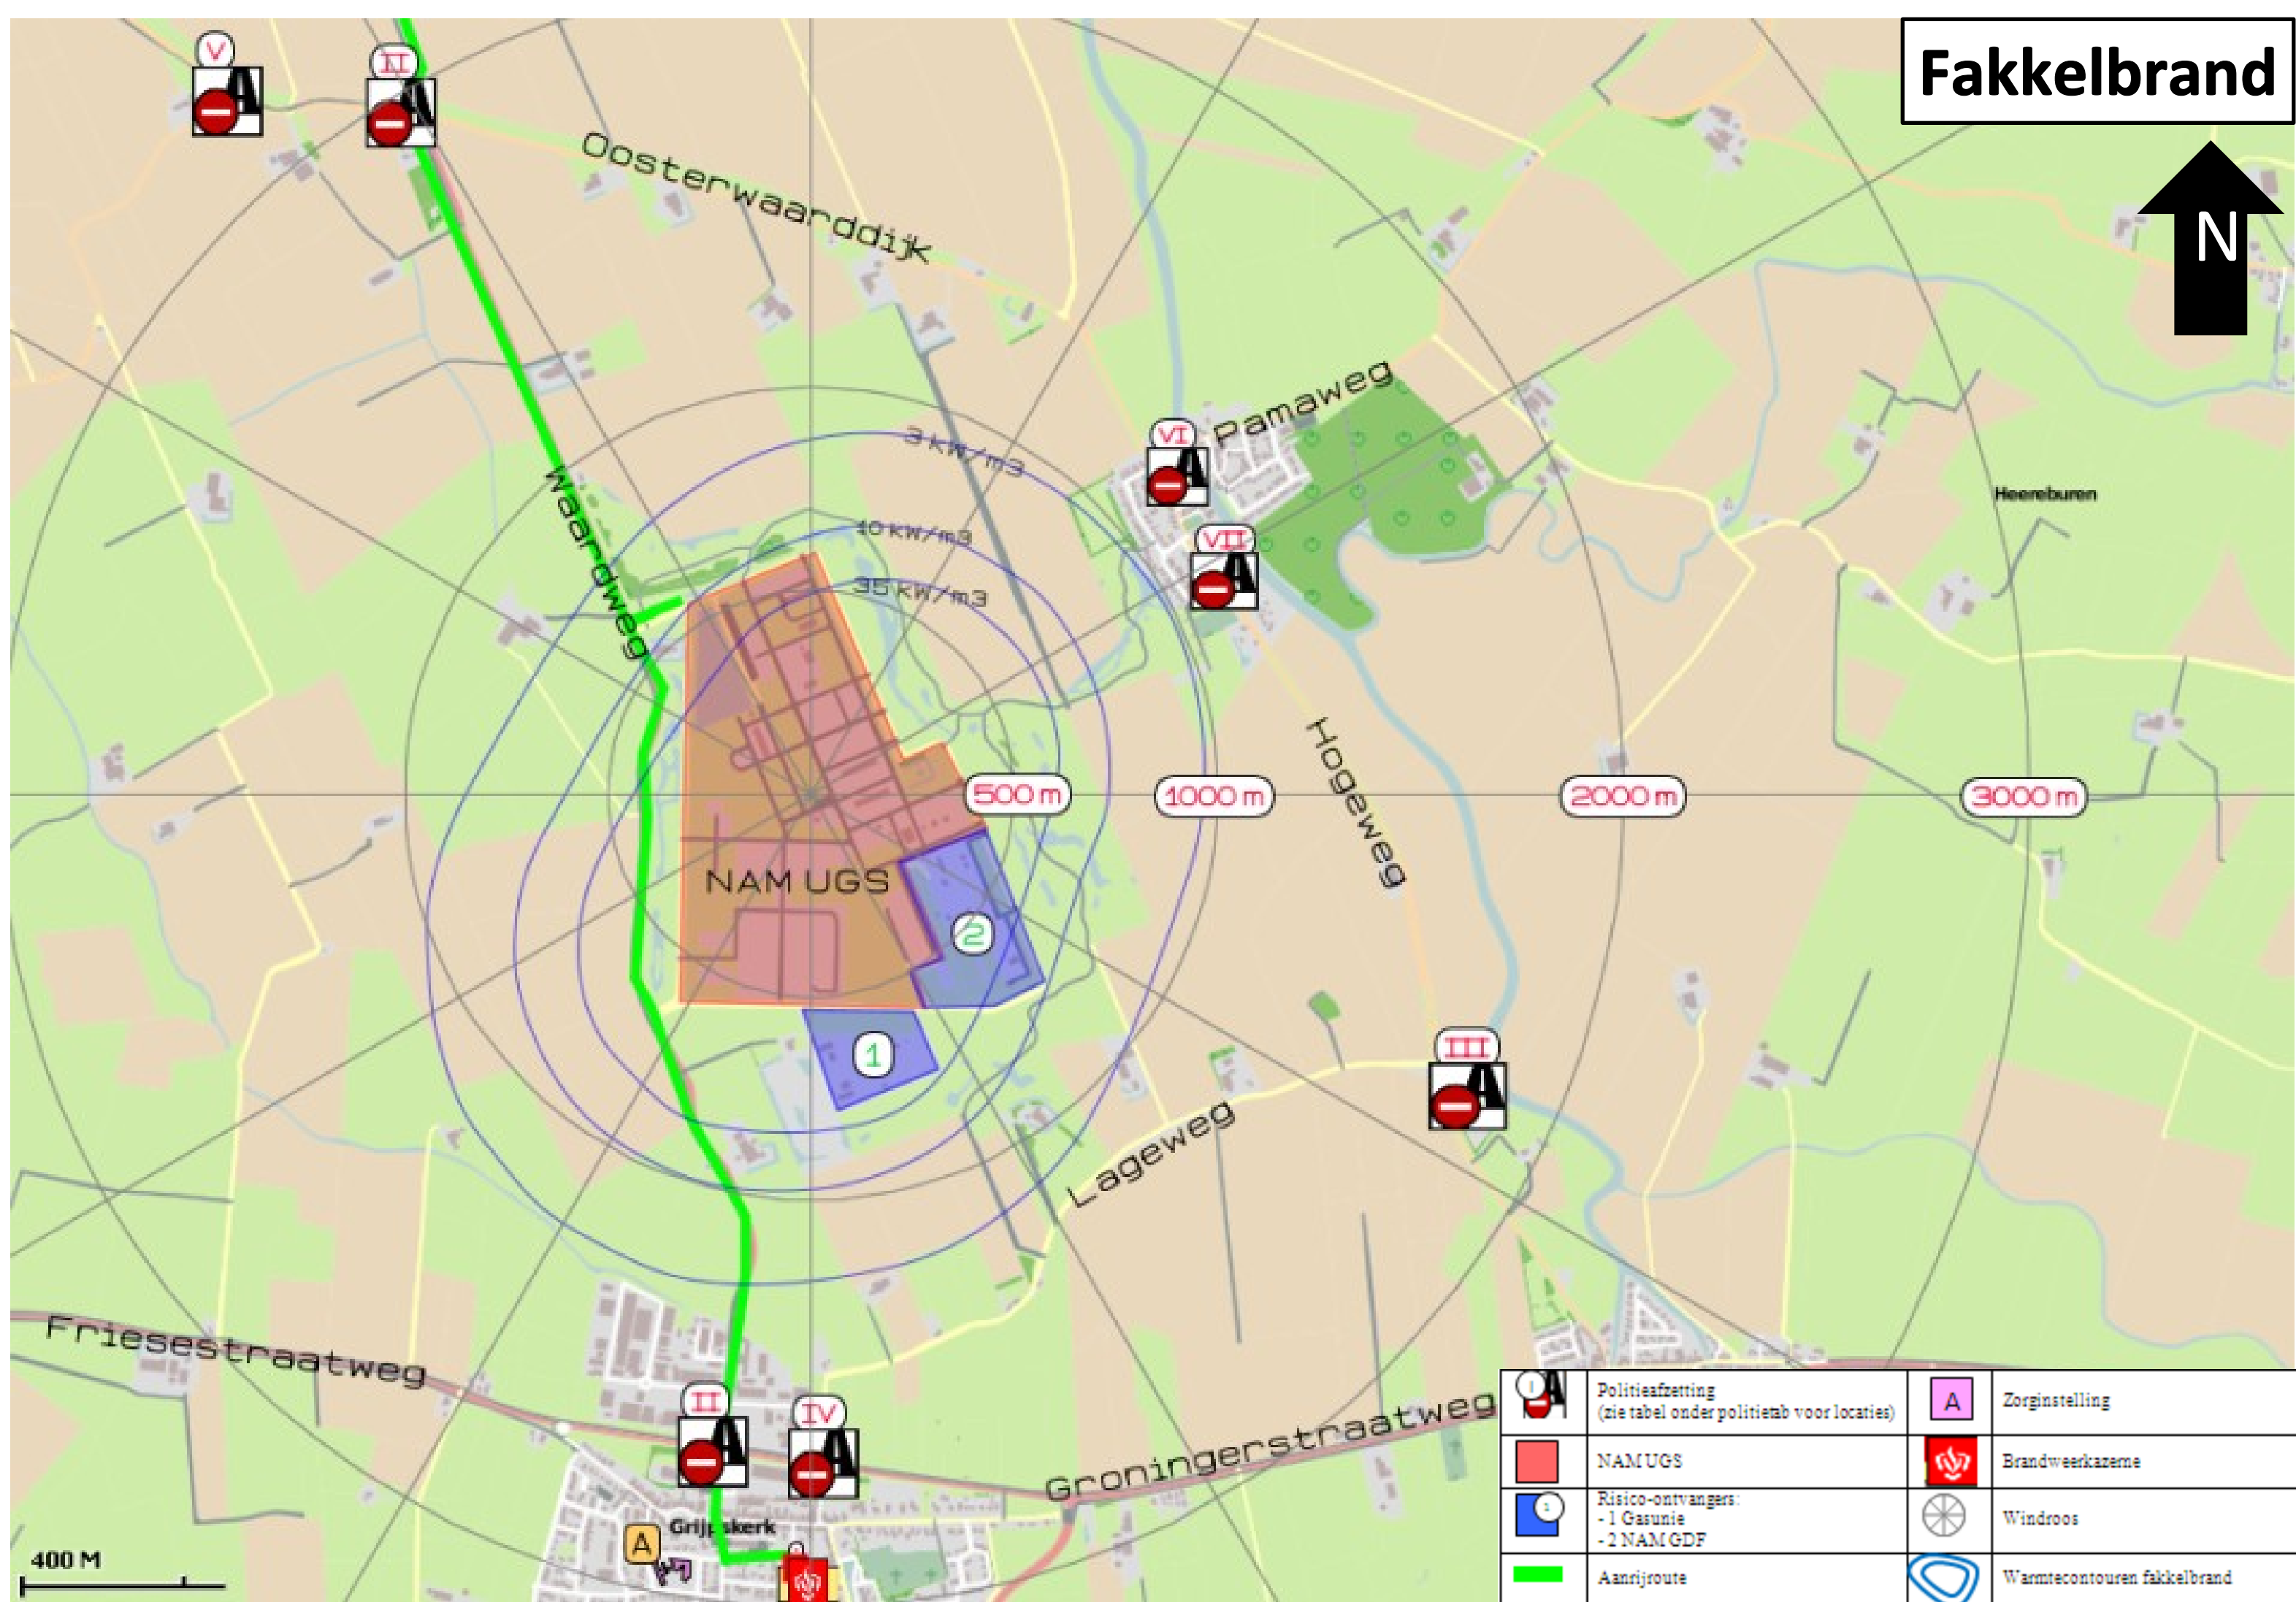 Fakkelbrand
N
V
II
Oosterwaarddijk
Pamaweg
VI
3 kW/m3
Waardweg
10 kW/m3
VII
35 kW/m3
Heereburen
Hogeweg
500 m
1000 m
2000 m
3000 m
NAM UGS
2
1
III
Lageweg
Friesestraatweg
II
IV
Groningerstraatweg
Grijpskerk
A
400 M
Politieafzetting
(zie tabel onder politietab voor locaties)
A
Zorginstelling
NAM UGS
Brandweerkazerne
1
Risico-ontvangers:
- 1 Gasunie
- 2 NAM GDF
Windroos
Aanrijroute
Warmtecontouren fakkelbrand